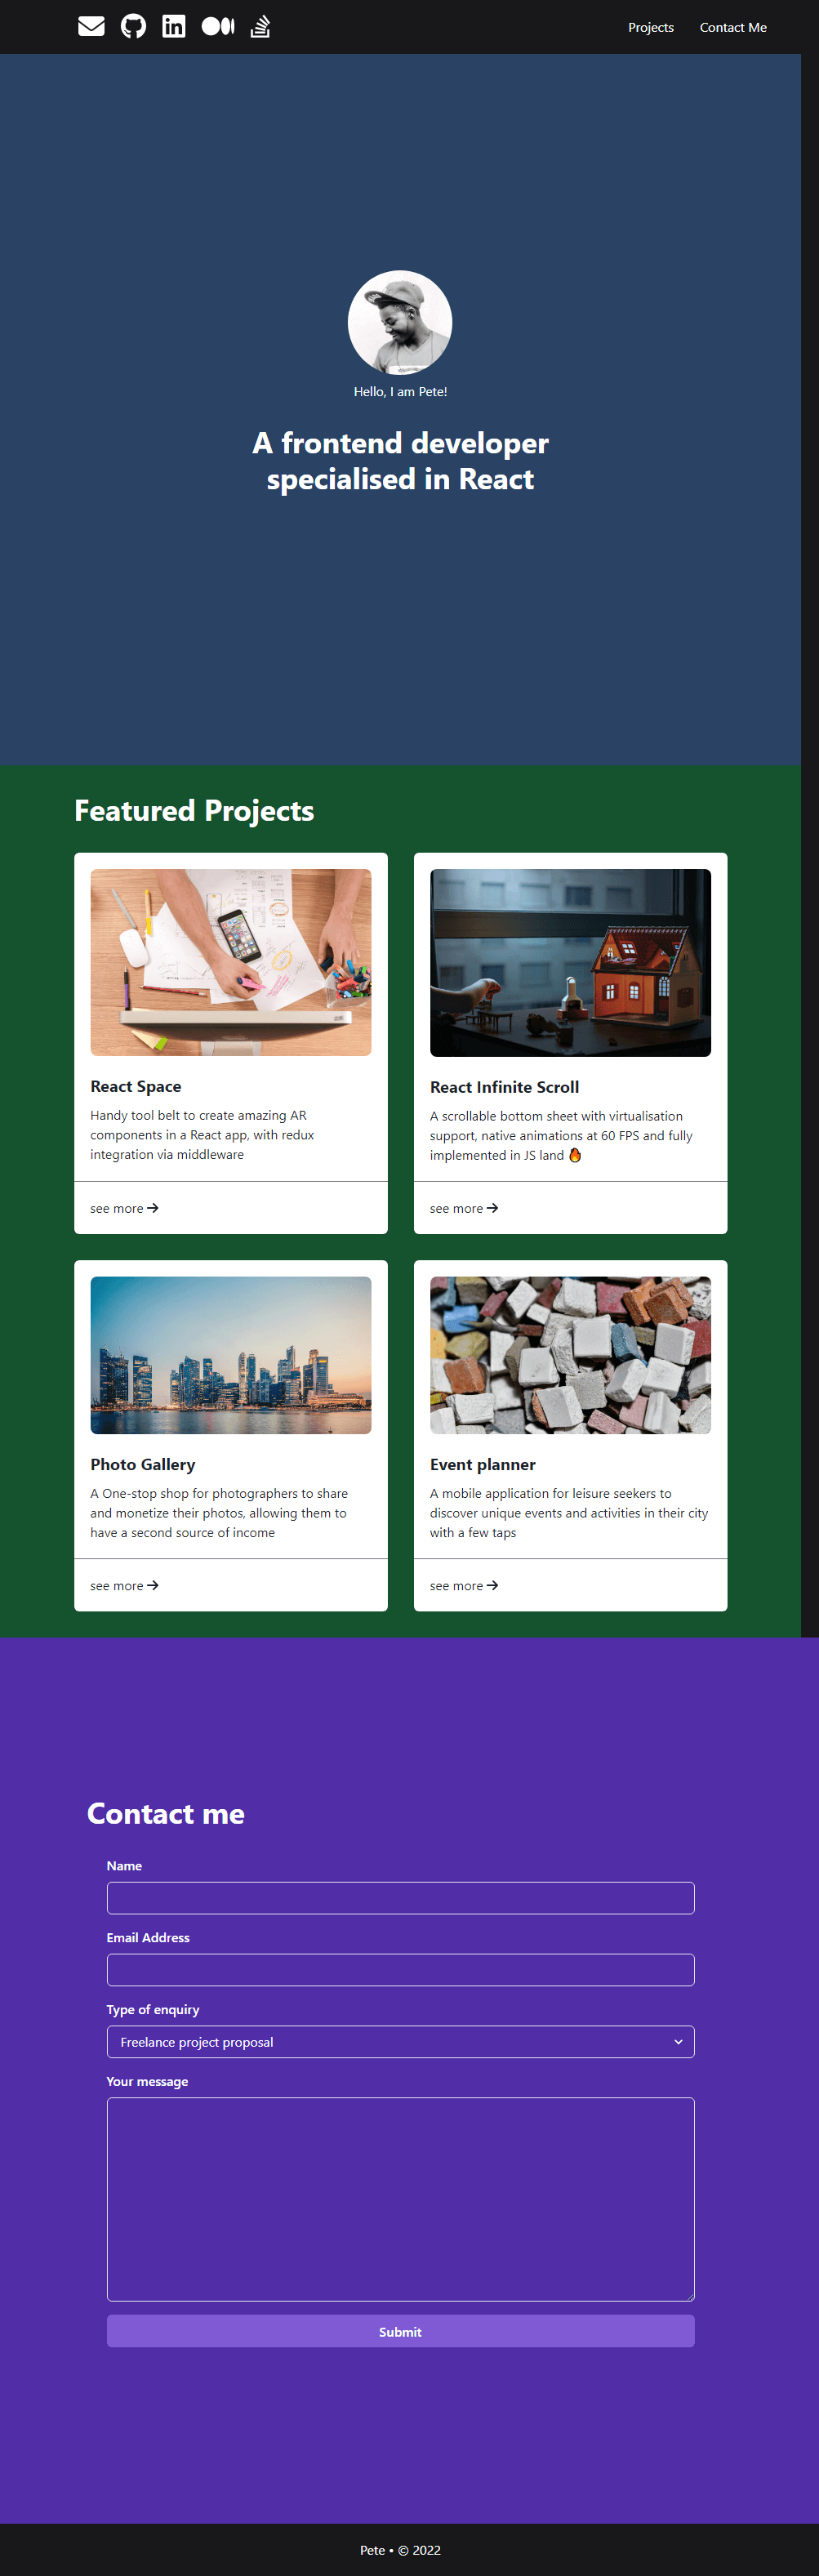 Projects Contact Me
Hello, I am Pete!
A frontend developer
specialised in React
Featured Projects
React Space
Handy tool belt to create amazing AR
components in a React app, with redux
integration via middleware
see more →
React Infinite Scroll
A scrollable bottom sheet with virtualisation
support, native animations at 60 FPS and fully
implemented in JS land 🔥
see more →
Photo Gallery
A One-stop shop for photographers to share
and monetize their photos, allowing them to
have a second source of income
see more →
Event planner
A mobile application for leisure seekers to
discover unique events and activities in their city
with a few taps
see more →
Contact me
Name
Email Address
Type of enquiry
Freelance project proposal
Your message
Submit
Pete • © 2022